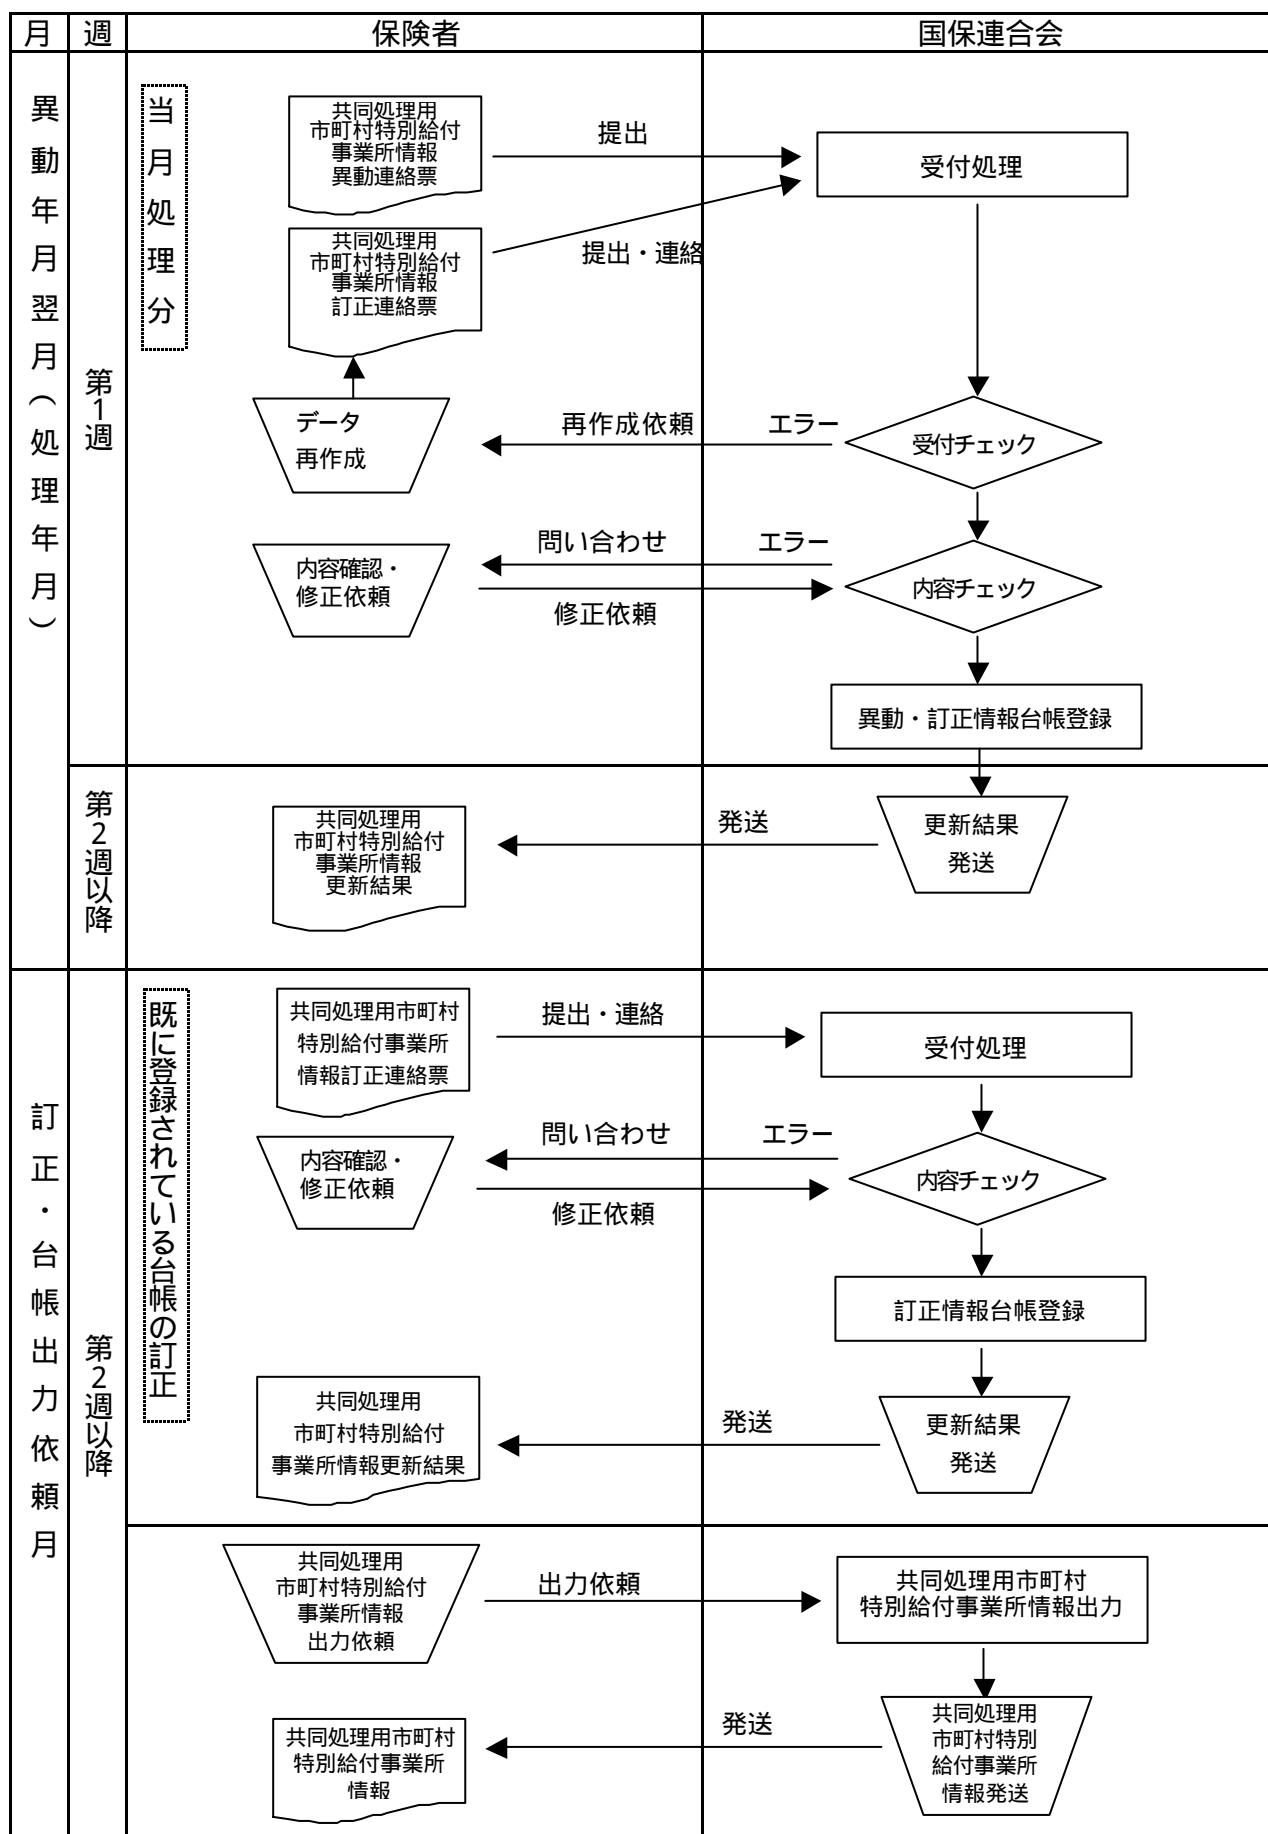 月
週
保険者
国保連合会
異動年月翌月(処理年月)
第1週
当月処理分
共同処理用
市町村特別給付
事業所情報
異動連絡票
提出
受付処理
共同処理用
市町村特別給付
事業所情報
訂正連絡票
提出・連絡
データ
再作成
再作成依頼
エラー
受付チェック
内容確認・
修正依頼
問い合わせ
エラー
修正依頼
内容チェック
異動・訂正情報台帳登録
第2週以降
共同処理用
市町村特別給付
事業所情報
更新結果
発送
更新結果
発送
訂正・台帳出力依頼月
第2週以降
既に登録されている台帳の訂正
共同処理用市町村
特別給付事業所
情報訂正連絡票
提出・連絡
受付処理
内容確認・
修正依頼
問い合わせ
エラー
修正依頼
内容チェック
訂正情報台帳登録
共同処理用
市町村特別給付
事業所情報更新結果
発送
更新結果
発送
共同処理用
市町村特別給付
事業所情報
出力依頼
出力依頼
共同処理用市町村
特別給付事業所情報出力
共同処理用市町村
特別給付事業所
情報
発送
共同処理用
市町村特別
給付事業所
情報発送